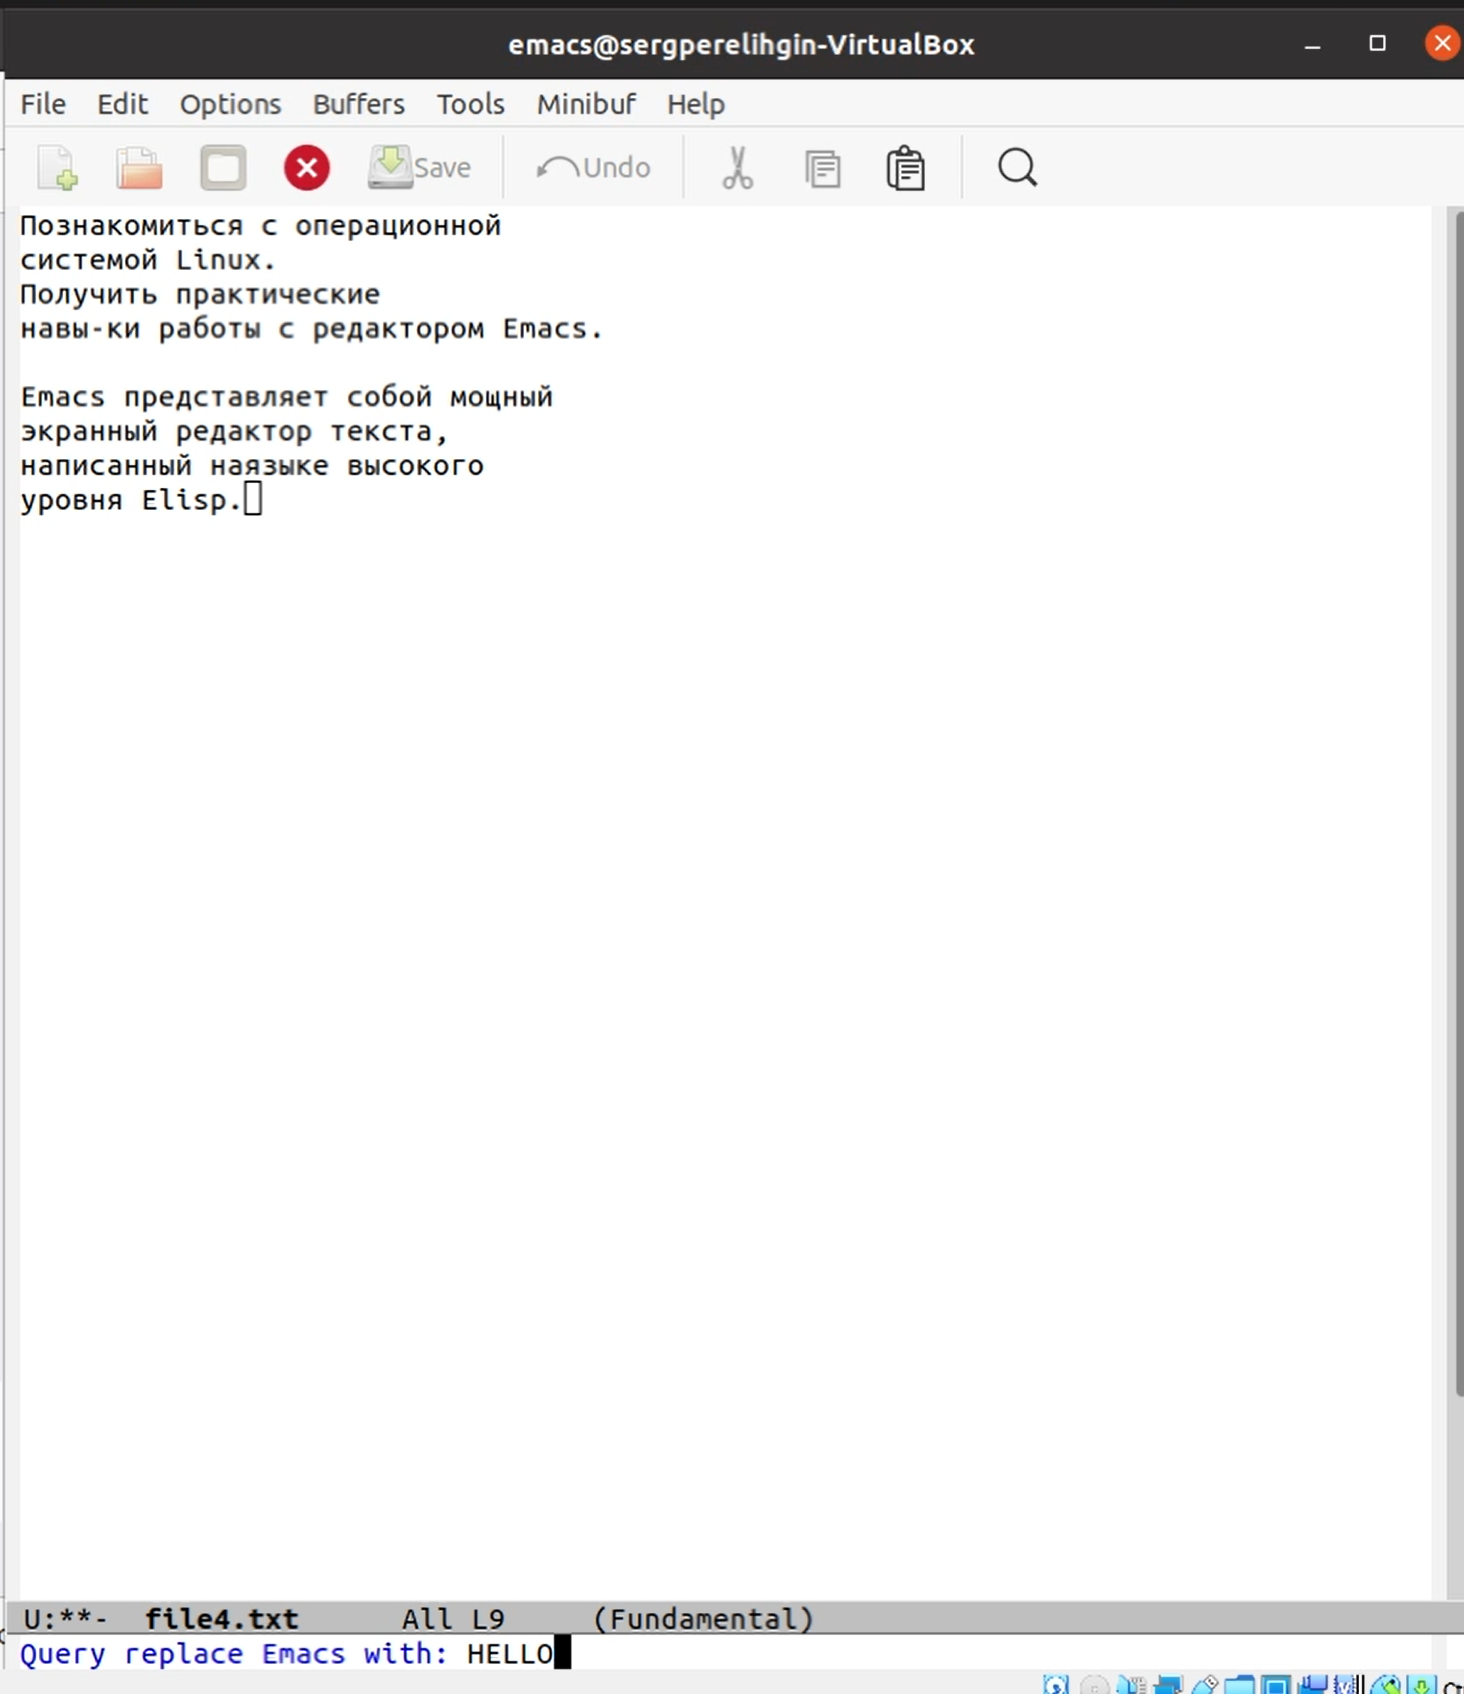 emacs@sergperelihgin-VirtualBox
File Edit Options Buffers Tools Minibuf Help
Save Undo
Познакомиться с операционной
системой Linux.
Получить практические
навы-ки работы с редактором Emacs.
Emacs представляет собой мощный
экранный редактор текста,
написанный наязыке высокого
уровня Elisp.
U:**- file4.txt All L9 (Fundamental)
Query replace Emacs with: HELLO